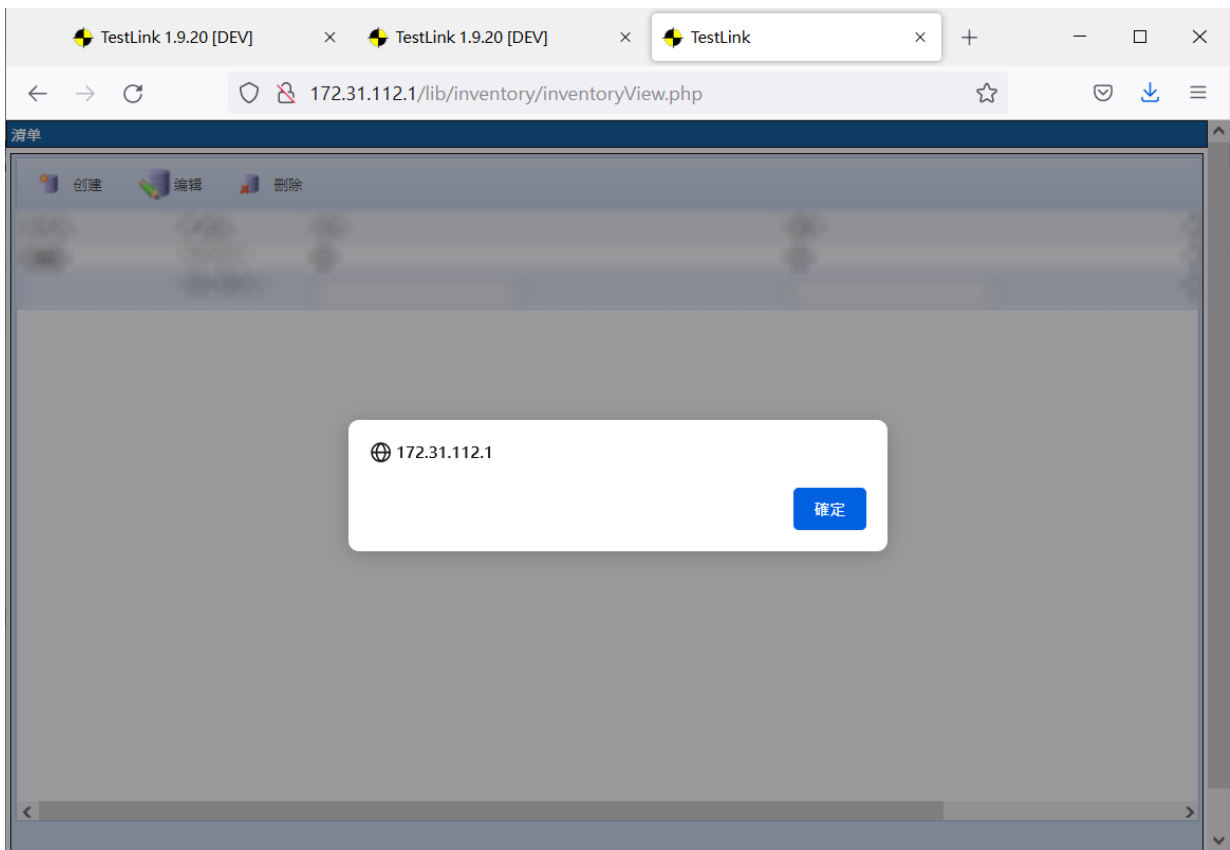 TestLink 1.9.20 [DEV] TestLink 1.9.20 [DEV] TestLink
172.31.112.1/lib/inventory/inventoryView.php
清单
创建 编辑 删除
172.31.112.1
確定